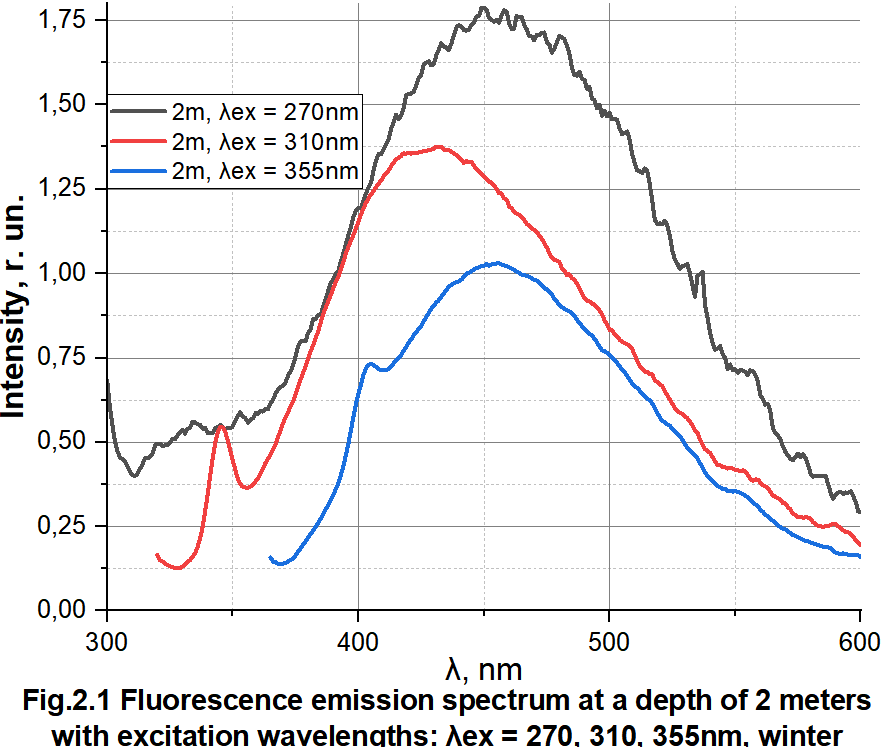 1,75
1,50
1,25
1,00
0,75
0,50
0,25
0,00
Intensity, r. un.
2m, λex = 270nm
2m, λex = 310nm
2m, λex = 355nm
300 400 500 600
λ, nm
Fig.2.1 Fluorescence emission spectrum at a depth of 2 meters
with excitation wavelengths: λex = 270, 310, 355nm, winter